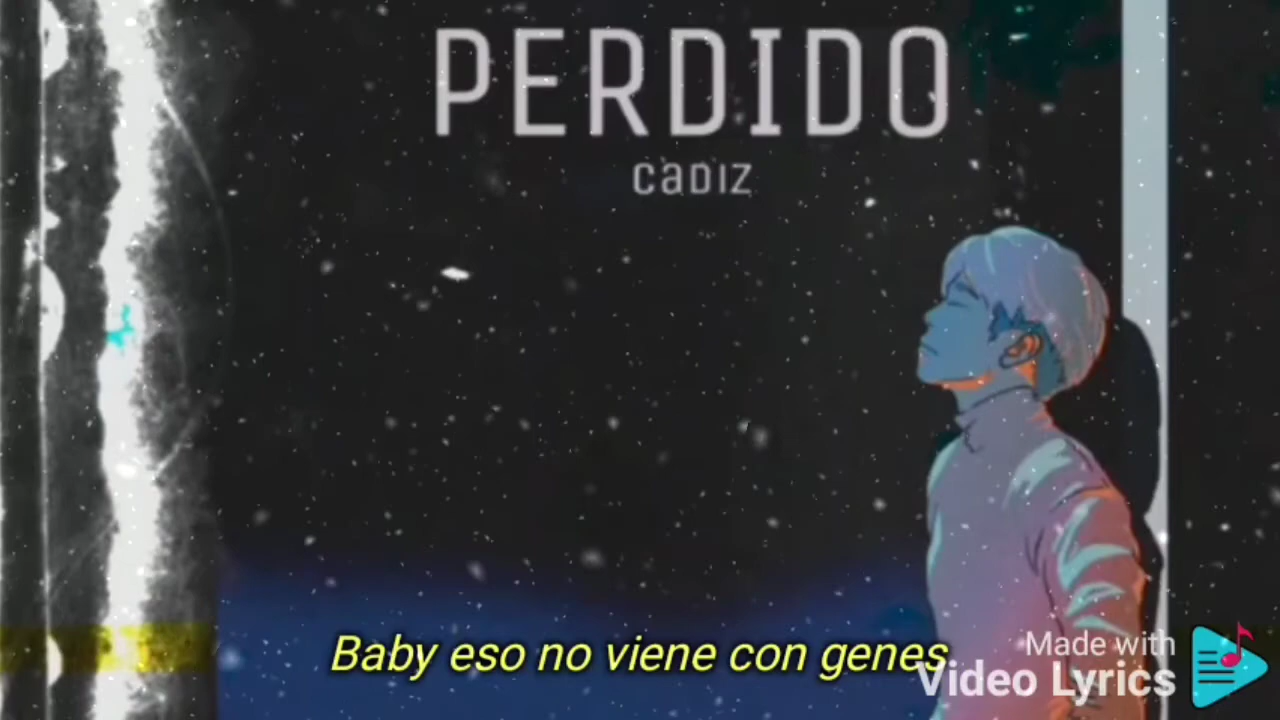 PERDIDO
CADIZ
Baby eso no viene con genes
Made with
Video Lyrics